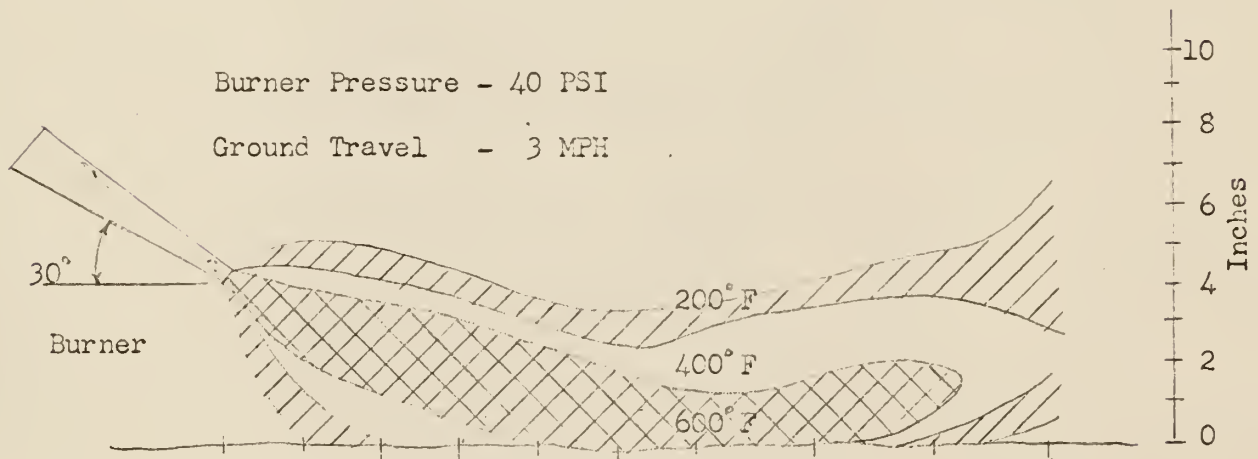 Burner Pressure - 40 PSI
Ground Travel - 3 MPH
30°
Burner
200°F
400°F
600°F
10
8
6
4
2
0
Inches